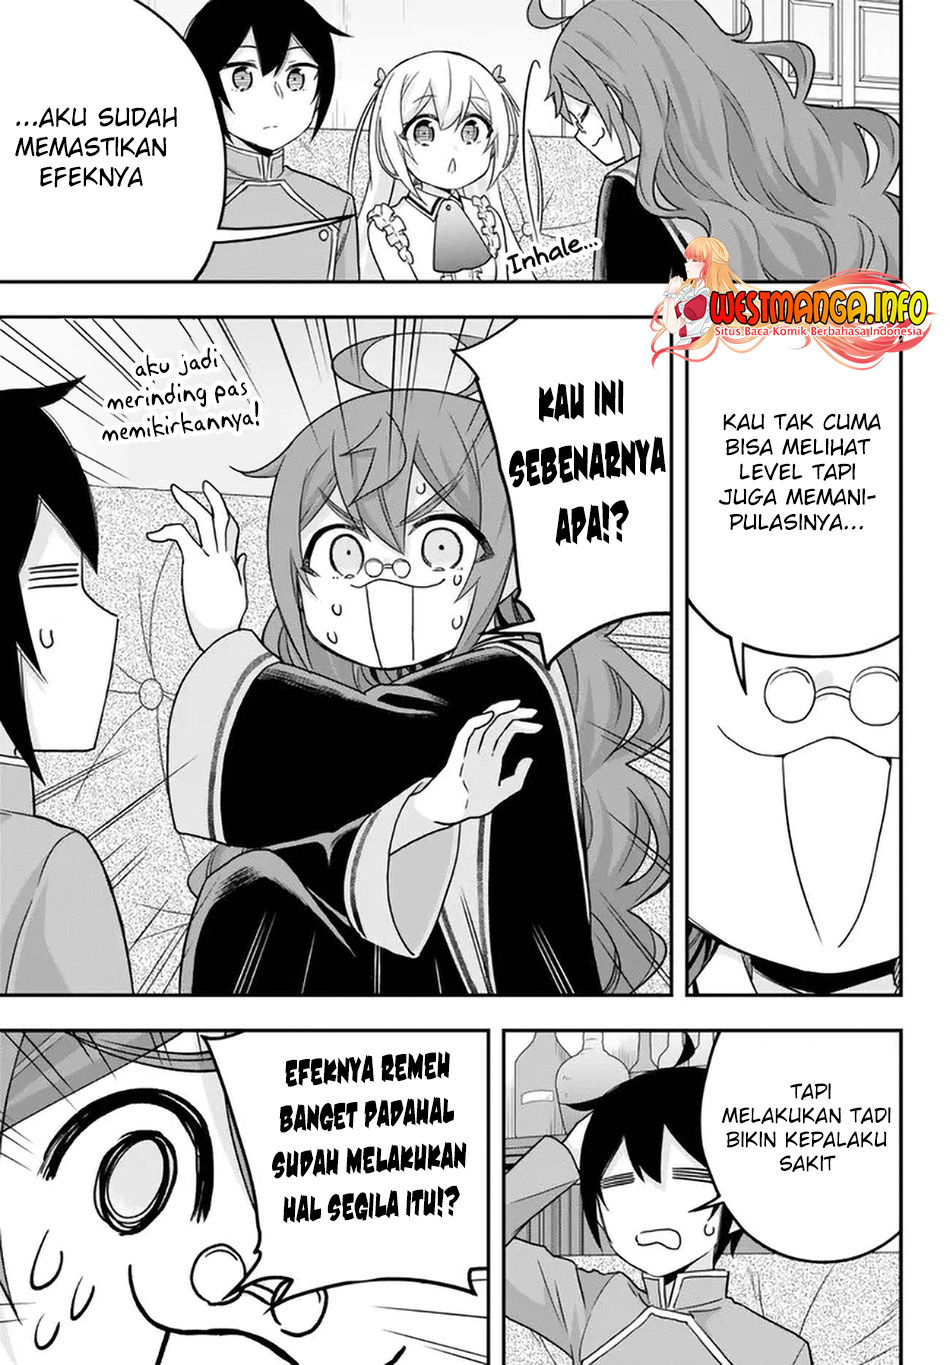 ...AKU SUDAH
MEMASTIKAN
EFEKNYA
Inhale...
WESTMANGA.INFO
Situs Baca Komik Berbahasa Indonesia
KAU TAK CUMA
BISA MELIHAT
LEVEL TAPI
JUGA MEMANI-
PULASINYA...
KAU INI
SEBENARNYA
APA!?
aku jadi
merinding pas
memikirkannya!
TAPI
MELAKUKAN TADI
BIKIN KEPALAKU
SAKIT
EFEKNYA REMEH
BANGET PADAHAL
SUDAH MELAKUKAN
HAL SEGILA ITU!?